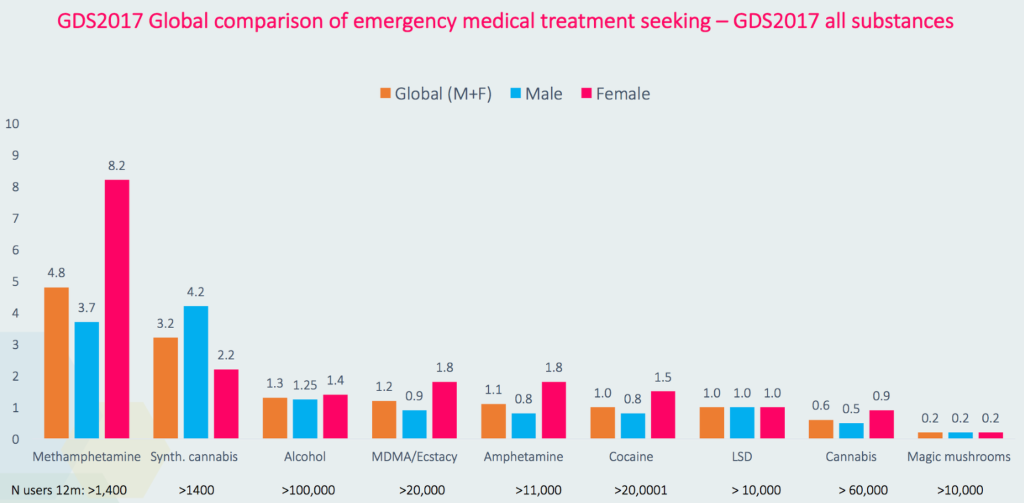 GDS2017 Global comparison of emergency medical treatment seeking – GDS2017 all substances
Global (M+F) Male Female
10
9
8
7
6
5
4
3
2
1
0
4.8 3.7 8.2
3.2 4.2 2.2
1.3 1.25 1.4
1.2 0.9 1.8
1.1 0.8 1.8
1.0 0.8 1.5
1.0 1.0 1.0
0.6 0.5 0.9
0.2 0.2 0.2
Methamphetamine Synth. cannabis Alcohol MDMA/Ecstacy Amphetamine Cocaine LSD Cannabis Magic mushrooms
N users 12m: >1,400 >1400 >100,000 >20,000 >11,000 >20,0001 > 10,000 > 60,000 >10,000